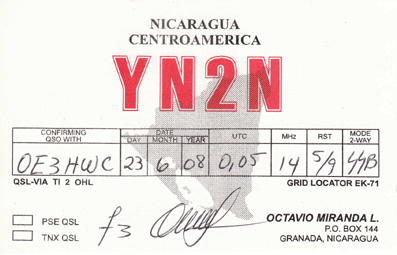 NICARAGUA
CENTROAMERICA
YN2N
CONFIRMING QSO WITH DAY DATE MONTH YEAR UTC MHz RST MODE 2-WAY
OE3HWC 23 6 08 0,05 14 5/9 SSB
QSL-VIA TI 2 OHL GRID LOCATOR EK-71
PSE QSL
TNX QSL
OCTAVIO MIRANDA L.
P.O. BOX 144
GRANADA, NICARAGUA